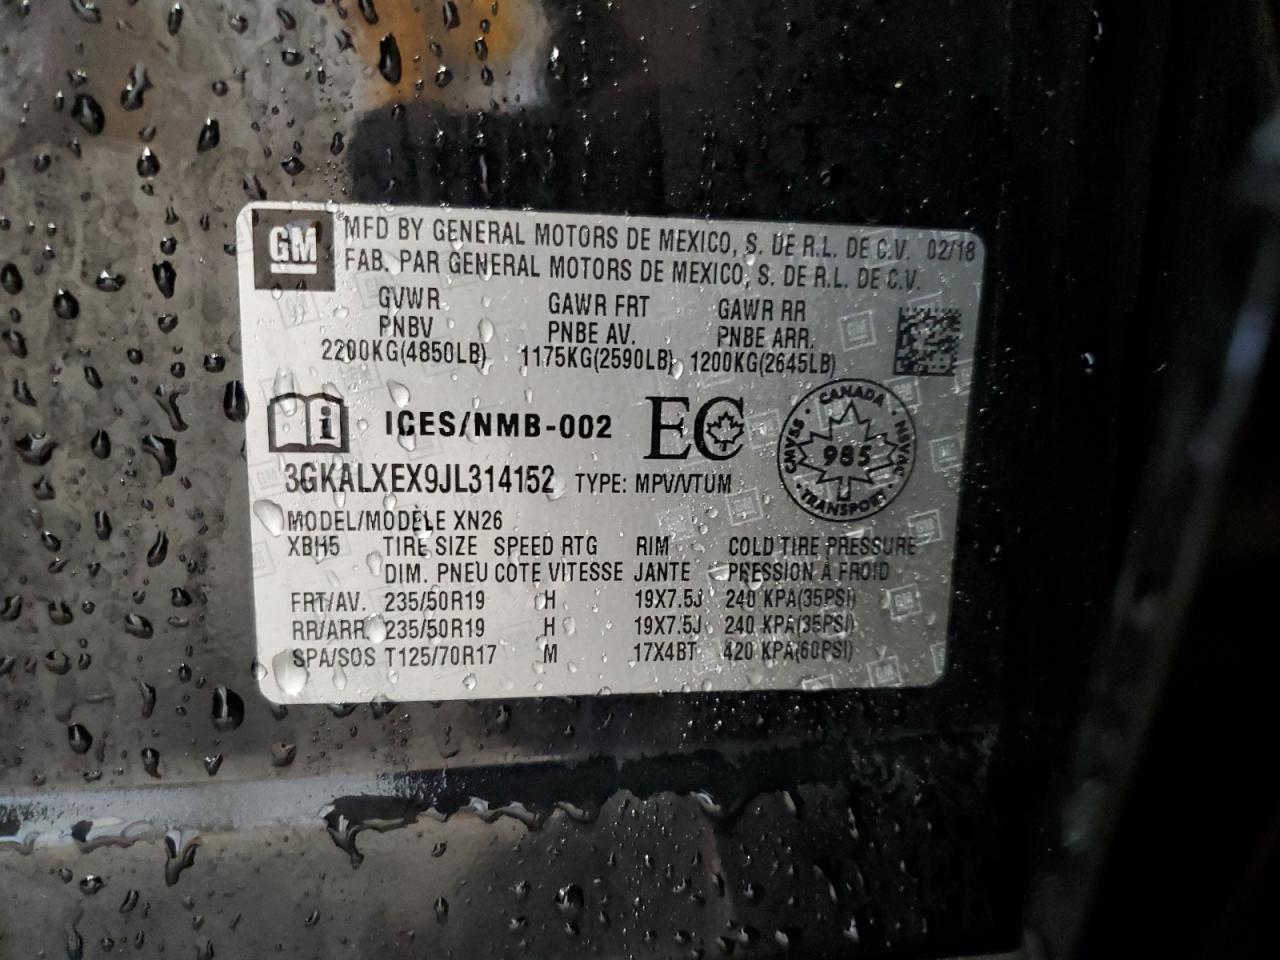 GM ® MFD BY GENERAL MOTORS DE MEXICO, S. DE R.L. DE C.V. 02/18
FAB. PAR GENERAL MOTORS DE MEXICO, S. DE R.L. DE C.V.
GVWR GAWR FRT GAWR RR
PNBV PNBE AV. PNBE ARR.
2200KG(4850LB) 1175KG(2590LB) 1200KG(2645LB)
i ICES/NMB-002 EC
CANADA
CMVSS 985 NSVAC
TRANSPORT
3GKALXEX9JL314152 TYPE: MPV/VTUM
MODEL/MODÈLE XN26
XBH5 TIRE SIZE SPEED RTG RIM COLD TIRE PRESSURE
DIM. PNEU COTE VITESSE JANTE PRESSION À FROID
FRT/AV. 235/50R19 H 19X7.5J 240 KPA(35PSI)
RR/ARR. 235/50R19 H 19X7.5J 240 KPA(35PSI)
SPA/SOS T125/70R17 M 17X4BT 420 KPA(60PSI)